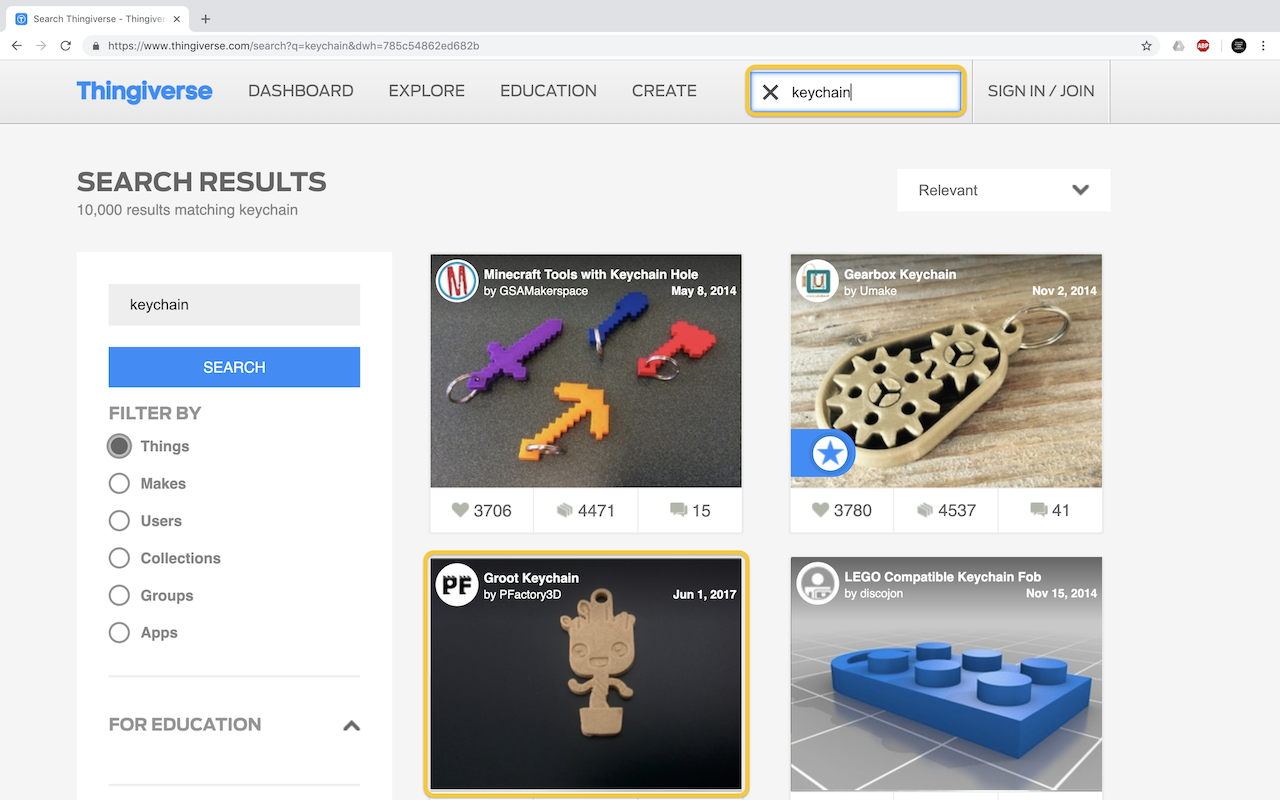 Search Thingiverse - Thingiver
https://www.thingiverse.com/search?q=keychain&dwh=785c54862ed682b
ABP
Thingiverse
DASHBOARD
EXPLORE
EDUCATION
CREATE
keychain
SIGN IN / JOIN
SEARCH RESULTS
10,000 results matching keychain
Relevant
keychain
SEARCH
FILTER BY
Things
Makes
Users
Collections
Groups
Apps
FOR EDUCATION
M
Minecraft Tools with Keychain Hole
by GSAMakerspace
May 8, 2014
3706
4471
15
U
Gearbox Keychain
by Umake
Nov 2, 2014
3780
4537
41
PF
Groot Keychain
by PFactory3D
Jun 1, 2017
LEGO Compatible Keychain Fob
by discojon
Nov 15, 2014